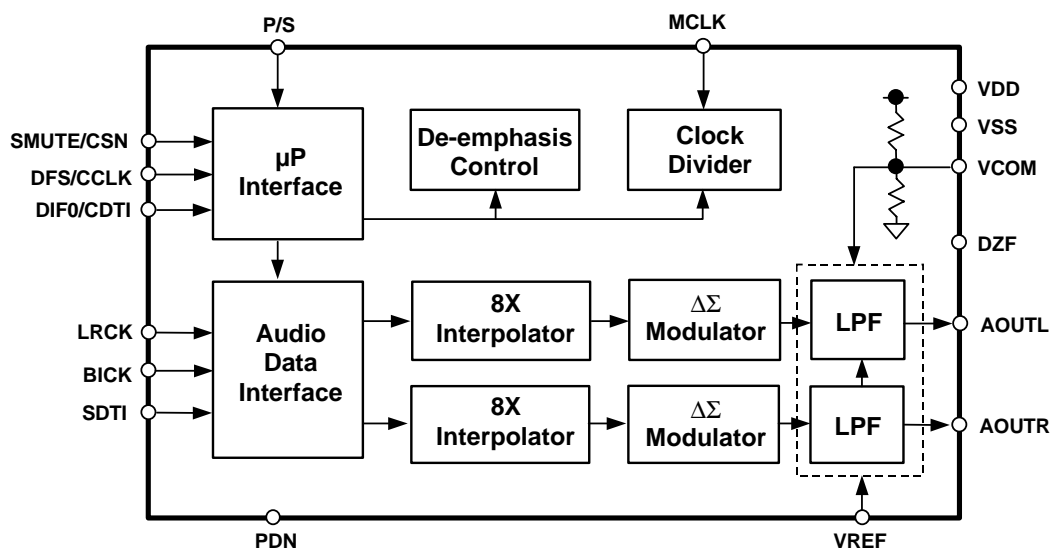 P/S
MCLK
VDD
SMUTE/CSN
DFS/CCLK
DIF0/CDTI
µP
Interface
De-emphasis
Control
Clock
Divider
VSS
VCOM
DZF
LRCK
BICK
SDTI
Audio
Data
Interface
8X
Interpolator
ΔΣ
Modulator
LPF
AOUTL
8X
Interpolator
ΔΣ
Modulator
LPF
AOUTR
PDN
VREF